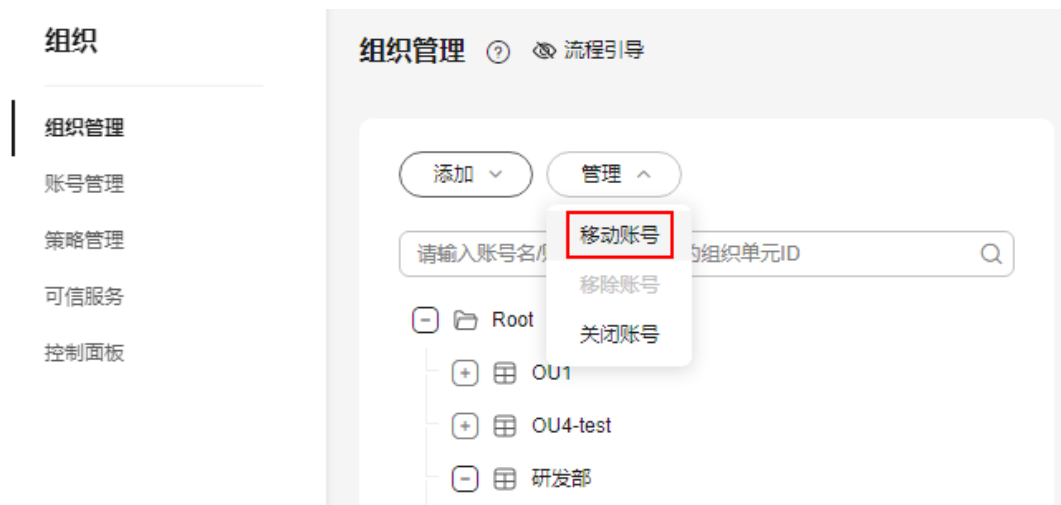 组织
组织管理
账号管理
策略管理
可信服务
控制面板
组织管理 ? 流程引导
添加 管理
移动账号
移除账号
关闭账号
请输入账号名/ 的组织单元ID
Root
OU1
OU4-test
研发部